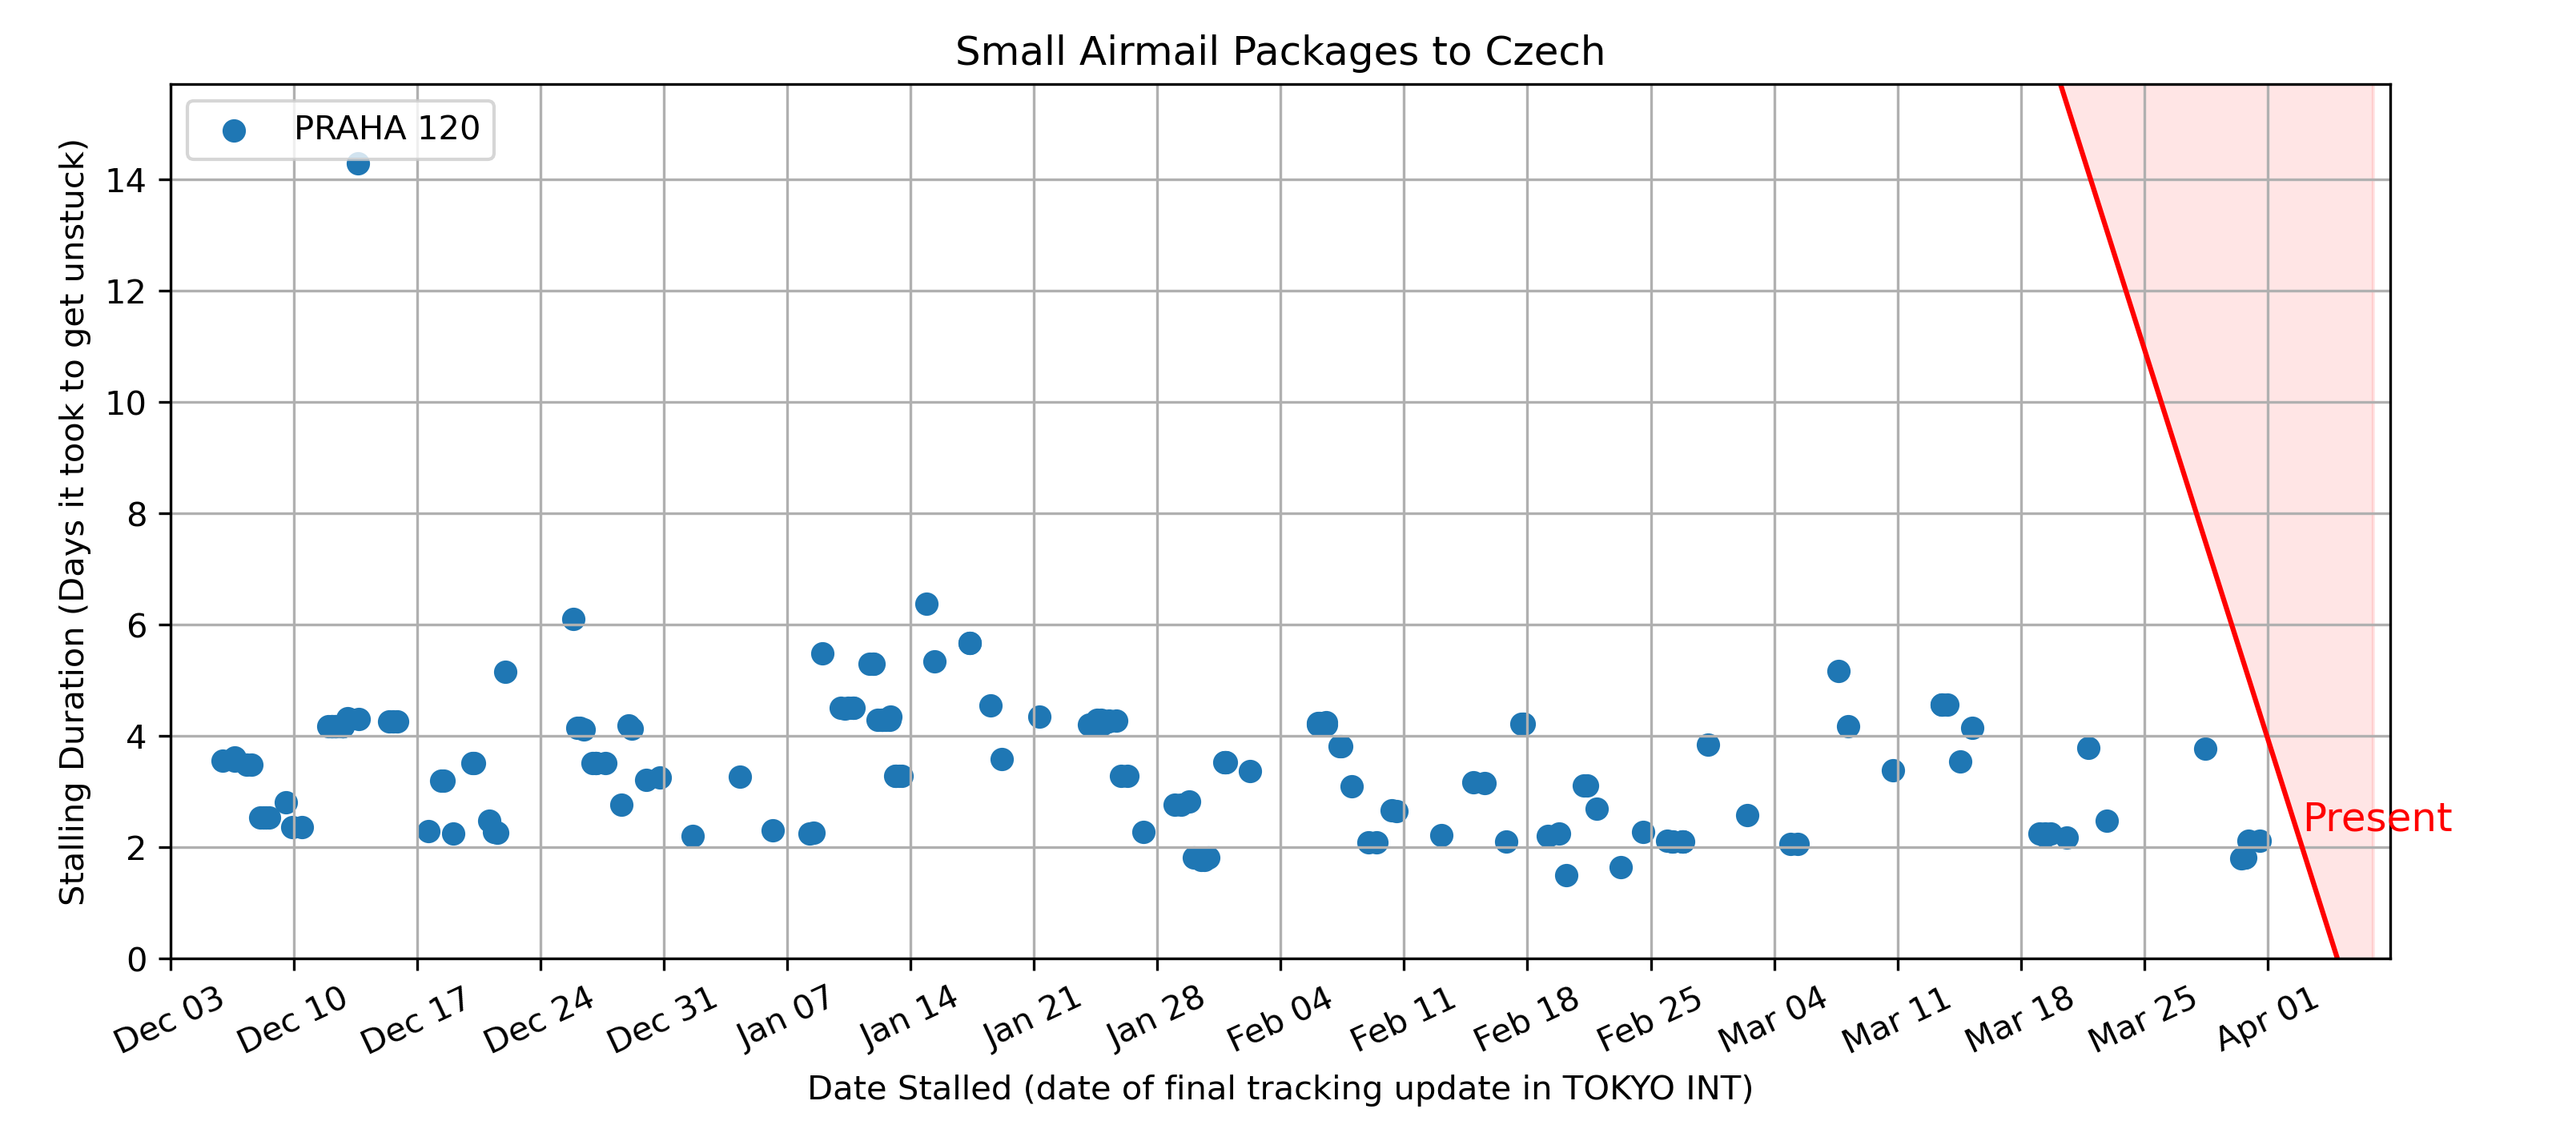 Small Airmail Packages to Czech
PRAHA 120
Stalling Duration (Days it took to get unstuck)
14
12
10
8
6
4
2
0
Present
Dec 03
Dec 10
Dec 17
Dec 24
Dec 31
Jan 07
Jan 14
Jan 21
Jan 28
Feb 04
Feb 11
Feb 18
Feb 25
Mar 04
Mar 11
Mar 18
Mar 25
Apr 01
Date Stalled (date of final tracking update in TOKYO INT)